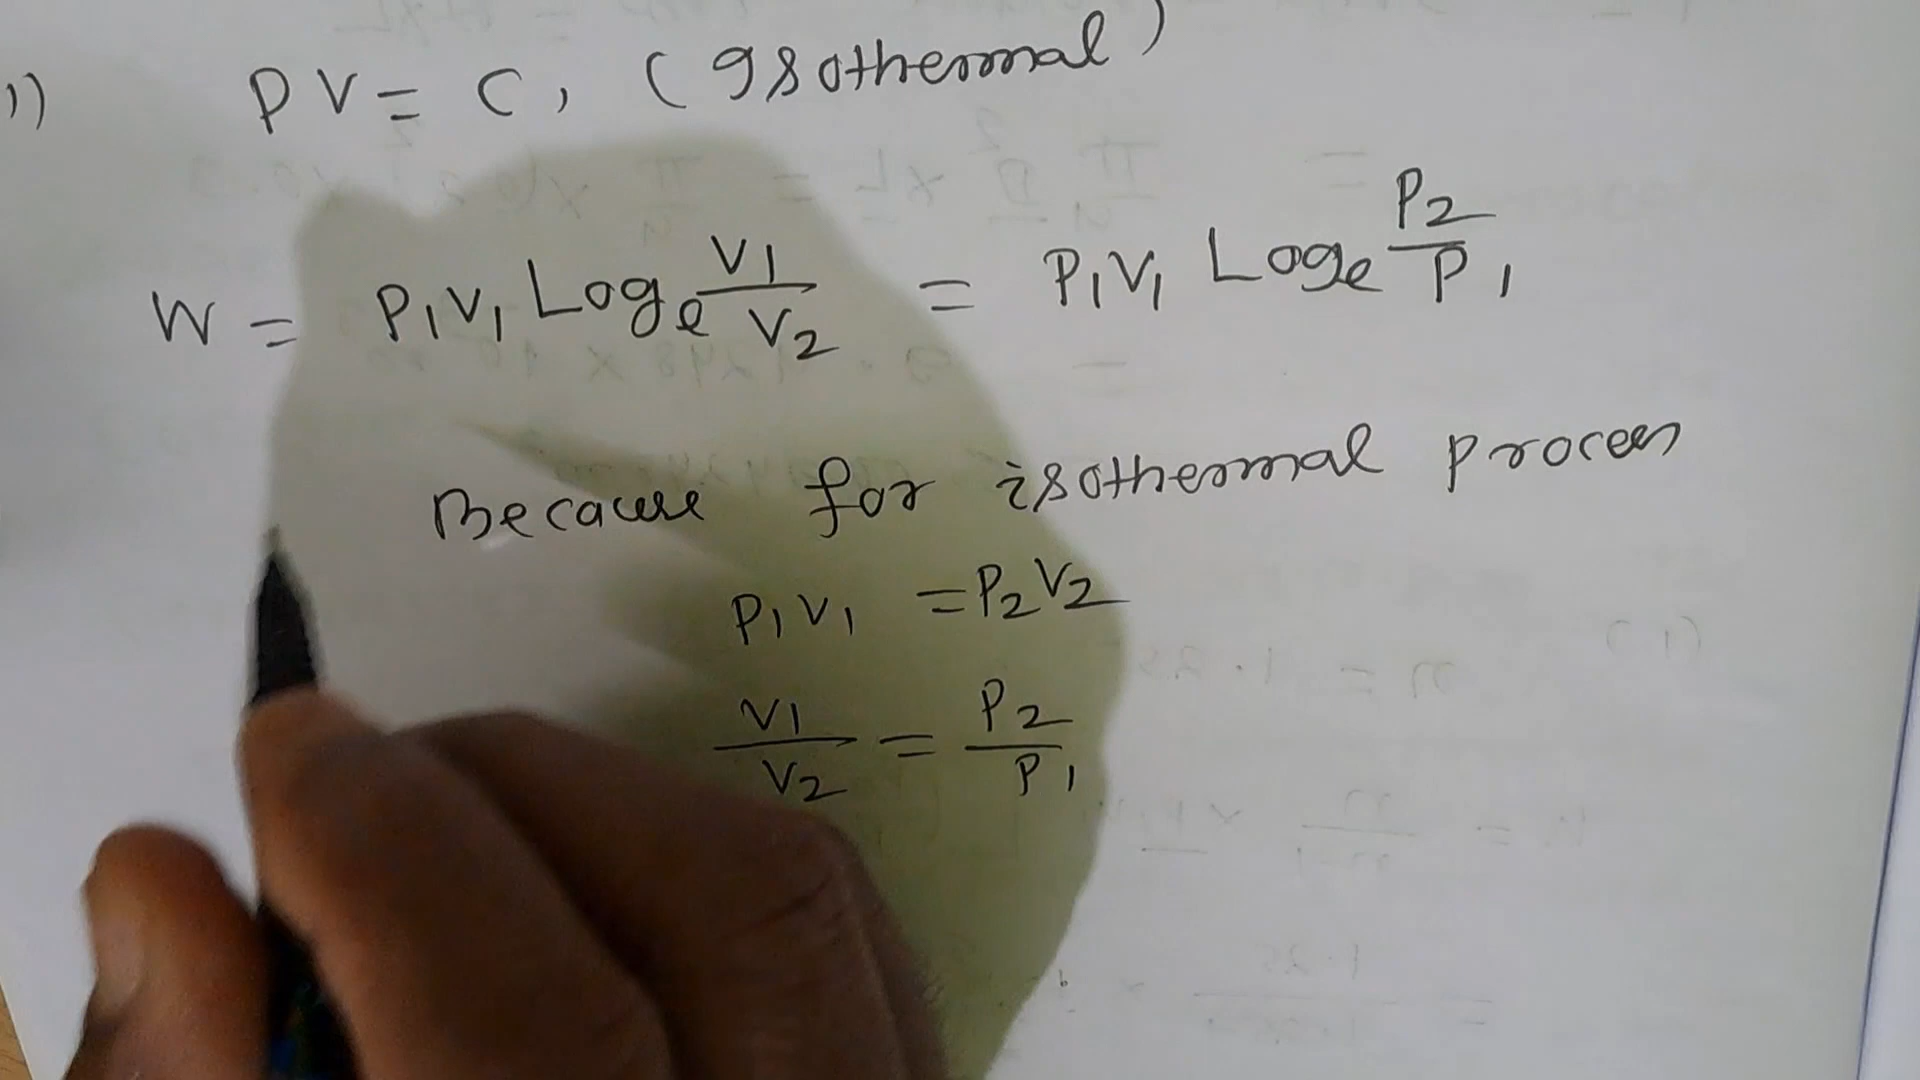 1) PV = C, (Isothermal)
W = P₁V₁ Logₑ V₁/V₂ = P₁V₁ Logₑ P₂/P₁
Because for isothermal process
P₁V₁ = P₂V₂
V₁/V₂ = P₂/P₁